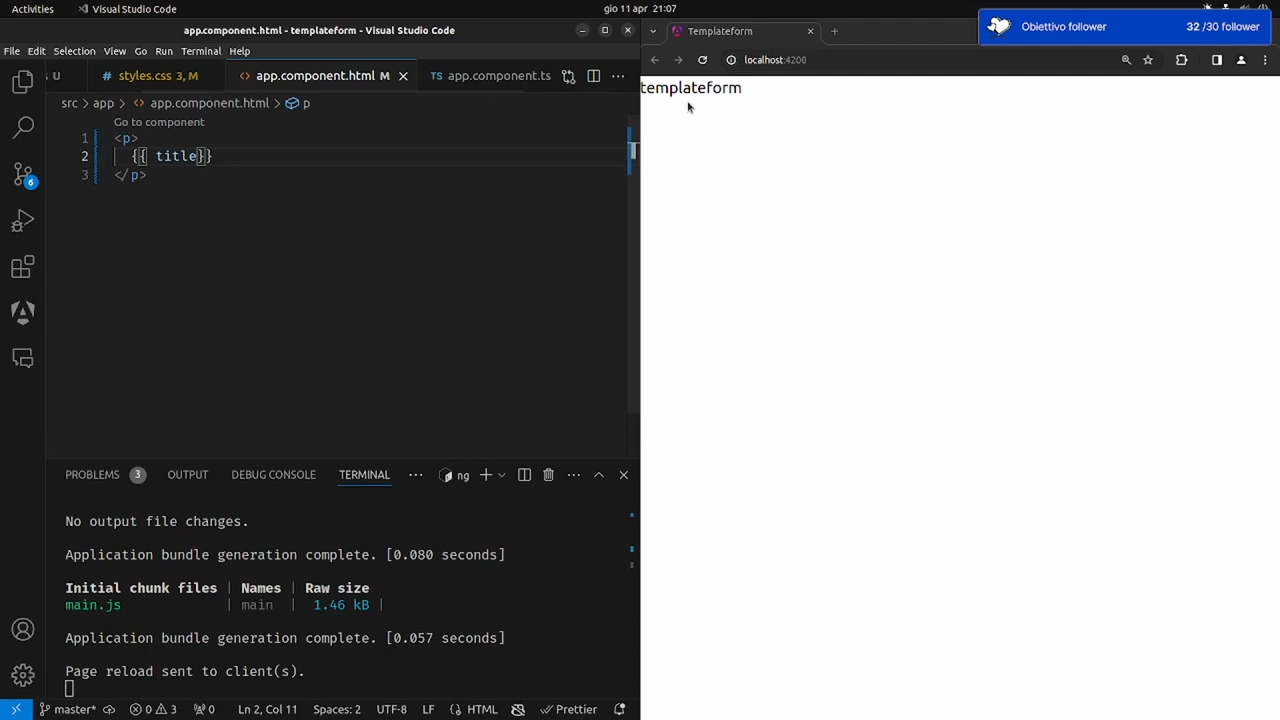 Activities
Visual Studio Code
gio 11 apr 21:07
app.component.html - templateform - Visual Studio Code
File Edit Selection View Go Run Terminal Help
U
# styles.css 3, M
<> app.component.html M
TS app.component.ts
src > app > <> app.component.html > p
Go to component
1 <p>
2 {{ title}}
3 </p>
PROBLEMS 3 OUTPUT DEBUG CONSOLE TERMINAL ··· ng
No output file changes.
Application bundle generation complete. [0.080 seconds]
Initial chunk files | Names | Raw size
main.js | main | 1.46 kB |
Application bundle generation complete. [0.057 seconds]
Page reload sent to client(s).
6
master* 0 3 0 Ln 2, Col 11 Spaces: 2 UTF-8 LF HTML Prettier
Templateform
Obiettivo follower 32 /30 follower
localhost:4200
templateform